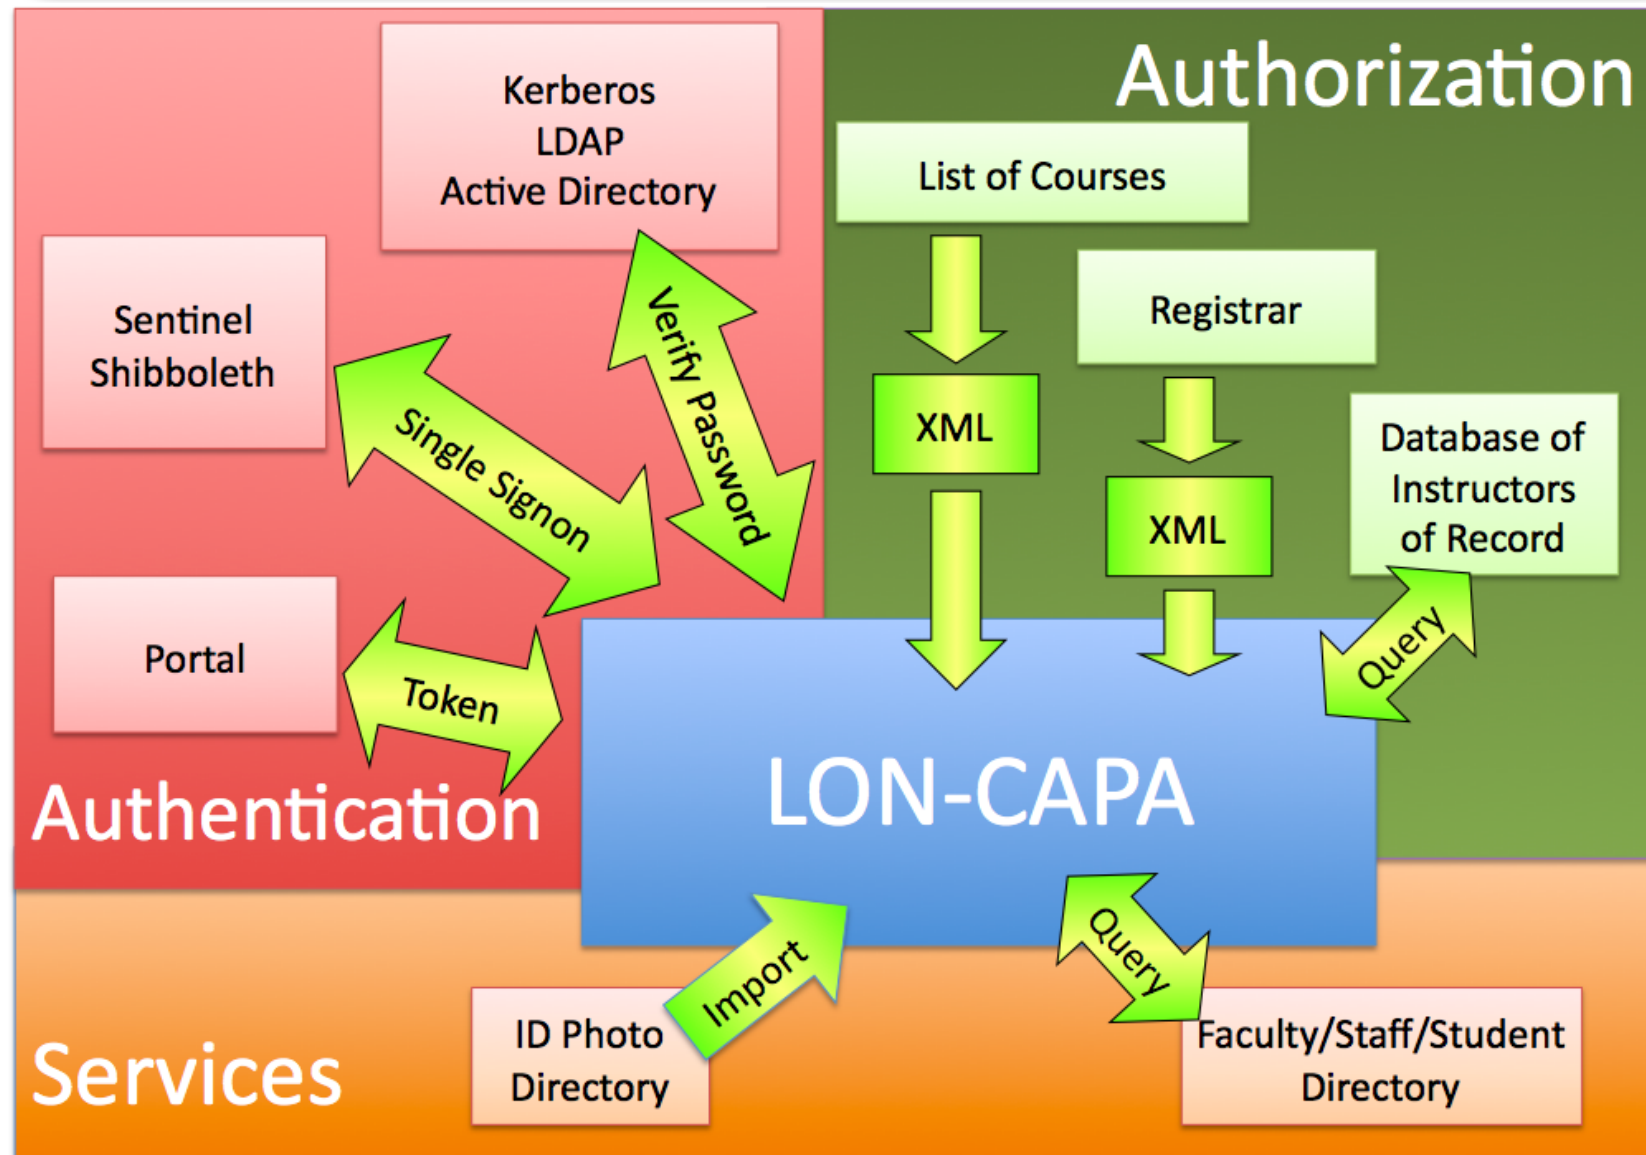 Authorization
Kerberos
LDAP
Active Directory
List of Courses
Sentinel
Shibboleth
Verify Password
Registrar
Single Signon
XML
Database of
Instructors
of Record
XML
Portal
Token
Query
LON-CAPA
Authentication
Import
Query
Services
ID Photo
Directory
Faculty/Staff/Student
Directory